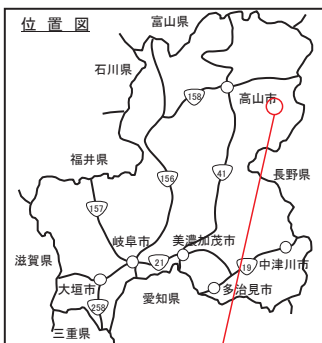 位置図
富山県
石川県
高山市
158
福井県
156
41
長野県
157
岐阜市
美濃加茂市
滋賀県
21
19
中津川市
大垣市
愛知県
多治見市
258
三重県